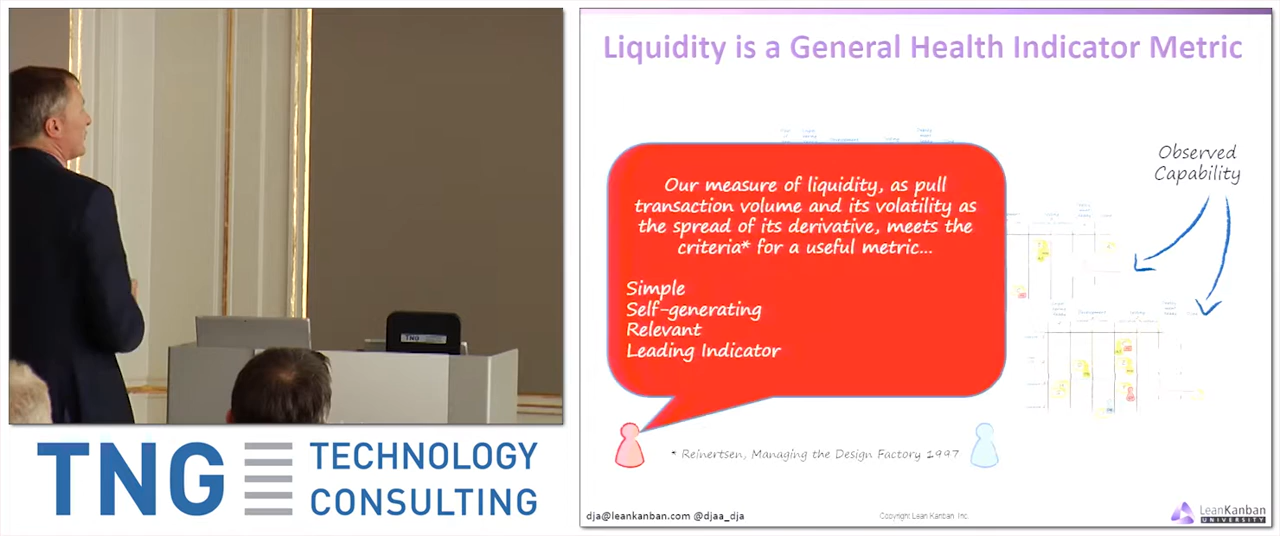 Liquidity is a General Health Indicator Metric
Observed
Capability
Our measure of liquidity, as pull
transaction volume and its volatility as
the spread of its derivative, meets the
criteria* for a useful metric...
Simple
Self-generating
Relevant
Leading Indicator
* Reinertsen, Managing the Design Factory 1997
dja@leankanban.com @djaa_dja
Copyright Lean Kanban Inc.
LeanKanban
UNIVERSITY
TNG
TNG
TECHNOLOGY
CONSULTING